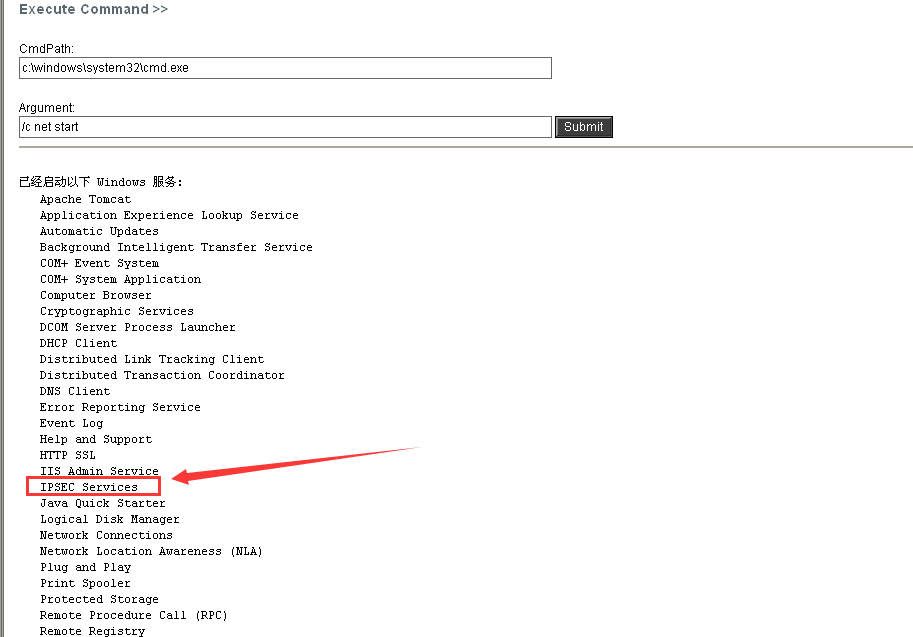 Execute Command >>
CmdPath:
c:\windows\system32\cmd.exe
Argument:
/c net start
Submit
已经启动以下 Windows 服务:
Apache Tomcat
Application Experience Lookup Service
Automatic Updates
Background Intelligent Transfer Service
COM+ Event System
COM+ System Application
Computer Browser
Cryptographic Services
DCOM Server Process Launcher
DHCP Client
Distributed Link Tracking Client
Distributed Transaction Coordinator
DNS Client
Error Reporting Service
Event Log
Help and Support
HTTP SSL
IIS Admin Service
IPSEC Services
Java Quick Starter
Logical Disk Manager
Network Connections
Network Location Awareness (NLA)
Plug and Play
Print Spooler
Protected Storage
Remote Procedure Call (RPC)
Remote Registry